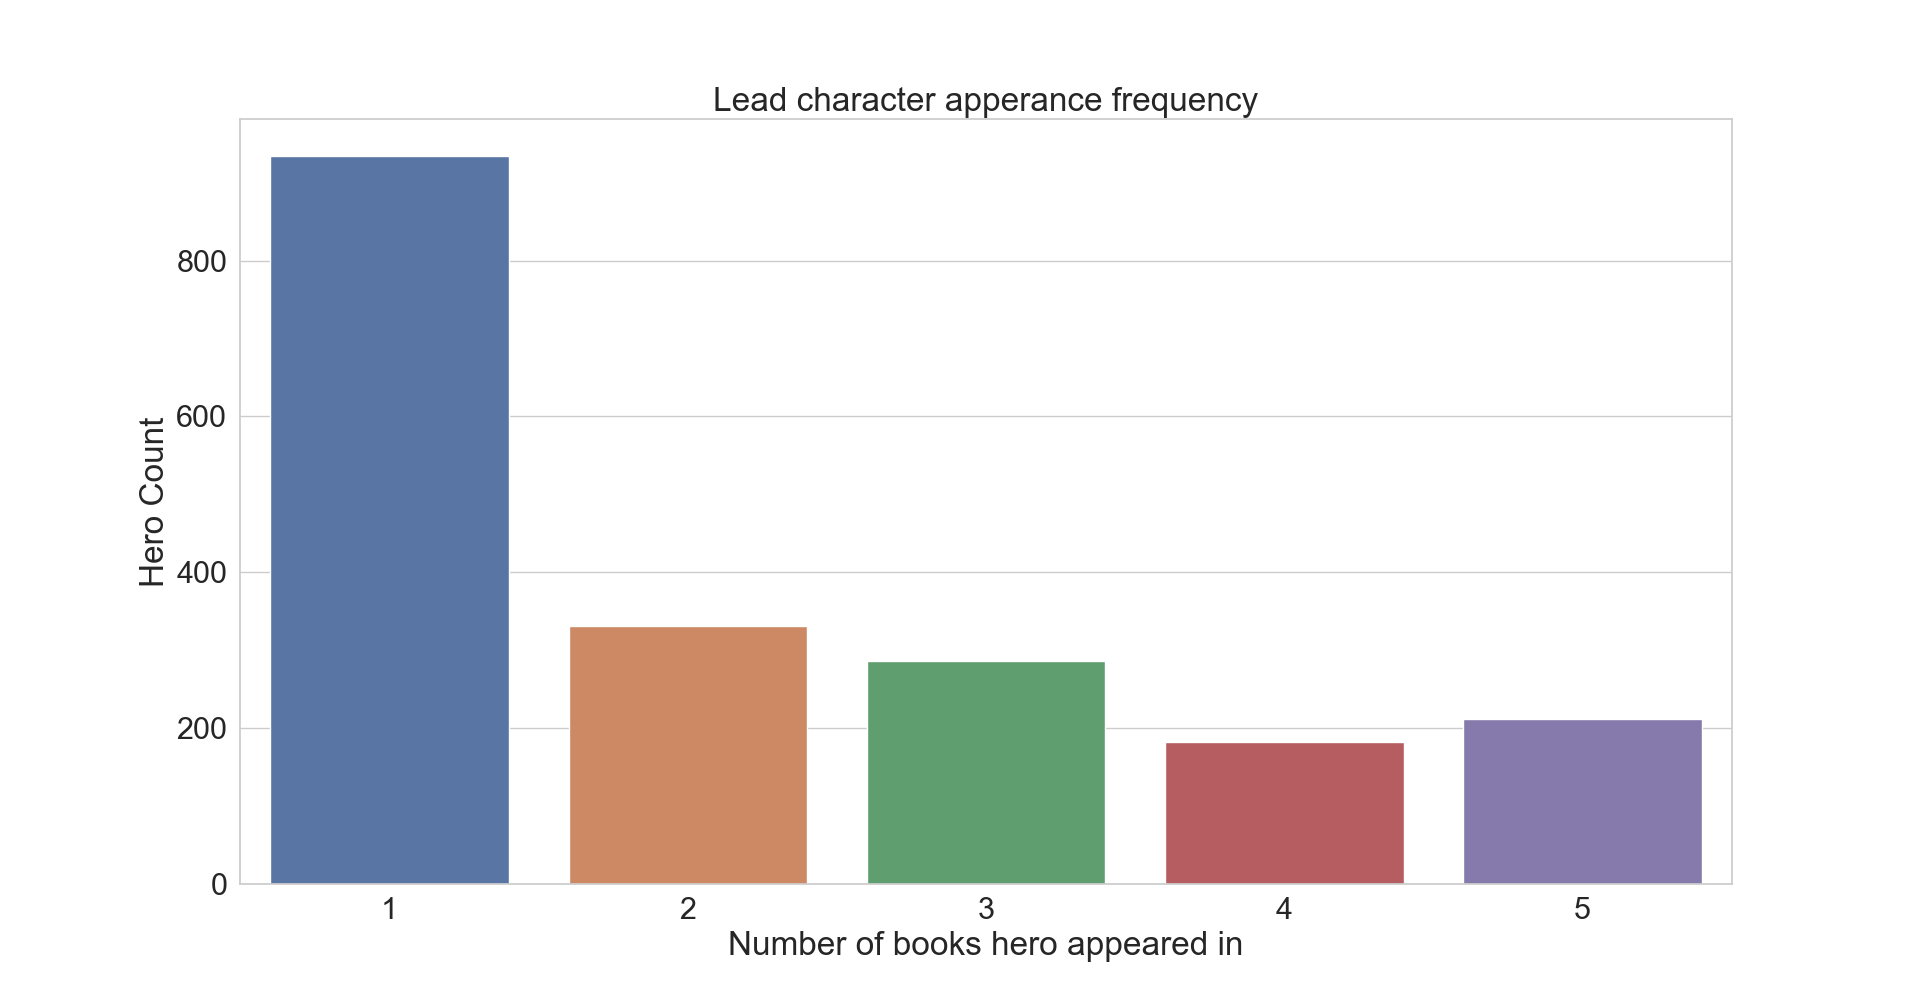 Lead character apperance frequency
800
600
400
200
0
Hero Count
1 2 3 4 5
Number of books hero appeared in